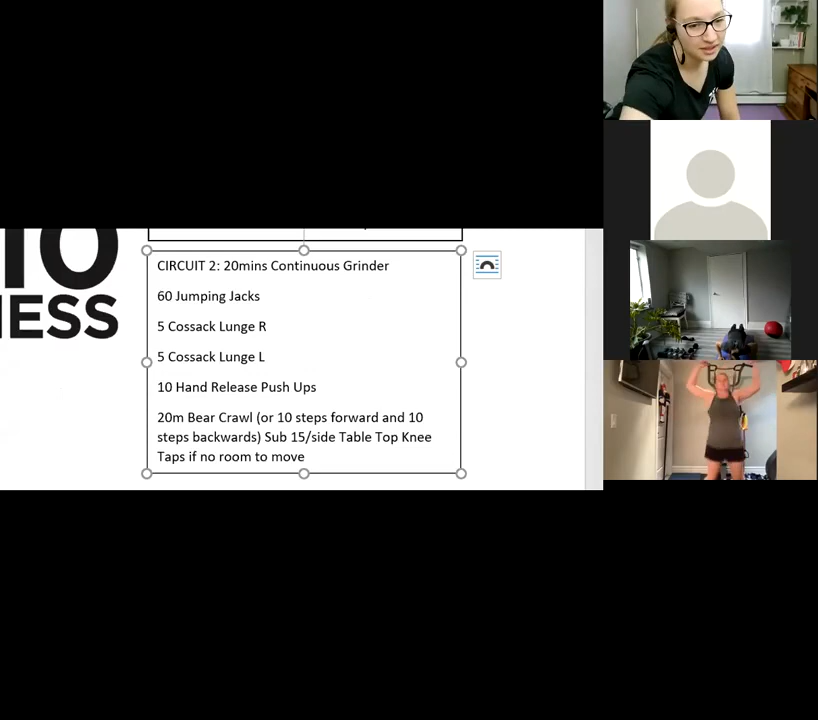 IO
NESS
CIRCUIT 2: 20mins Continuous Grinder
60 Jumping Jacks
5 Cossack Lunge R
5 Cossack Lunge L
10 Hand Release Push Ups
20m Bear Crawl (or 10 steps forward and 10
steps backwards) Sub 15/side Table Top Knee
Taps if no room to move